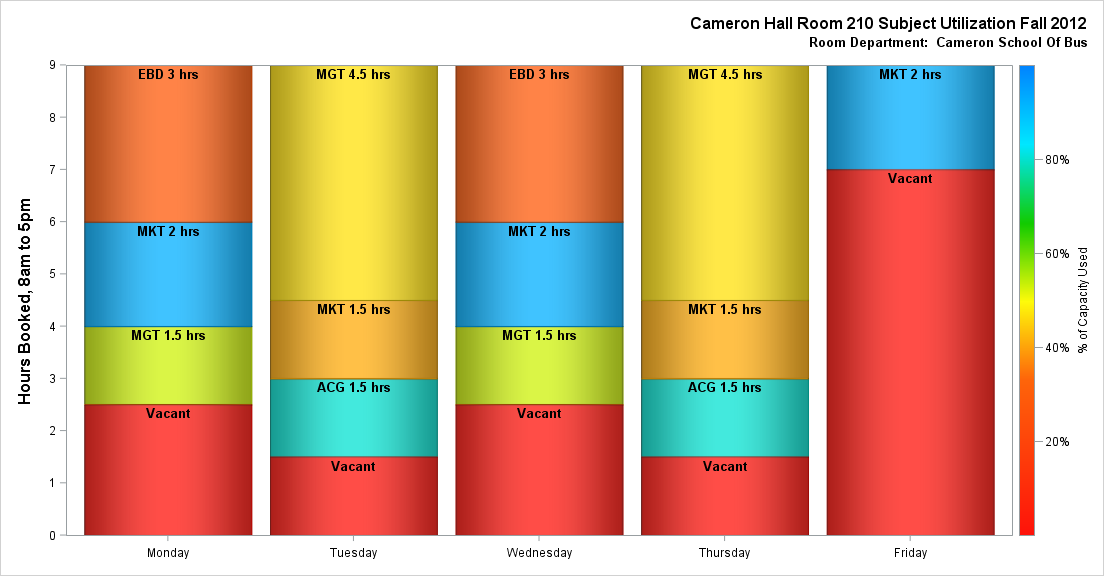 Cameron Hall Room 210 Subject Utilization Fall 2012
Room Department:  Cameron School Of Bus
Hours Booked, 8am to 5pm
9
8
7
6
5
4
3
2
1
0
EBD 3 hrs
MKT 2 hrs
MGT 1.5 hrs
Vacant
MGT 4.5 hrs
MKT 1.5 hrs
ACG 1.5 hrs
Vacant
EBD 3 hrs
MKT 2 hrs
MGT 1.5 hrs
Vacant
MGT 4.5 hrs
MKT 1.5 hrs
ACG 1.5 hrs
Vacant
MKT 2 hrs
Vacant
Monday
Tuesday
Wednesday
Thursday
Friday
80%
60%
40%
20%
% of Capacity Used